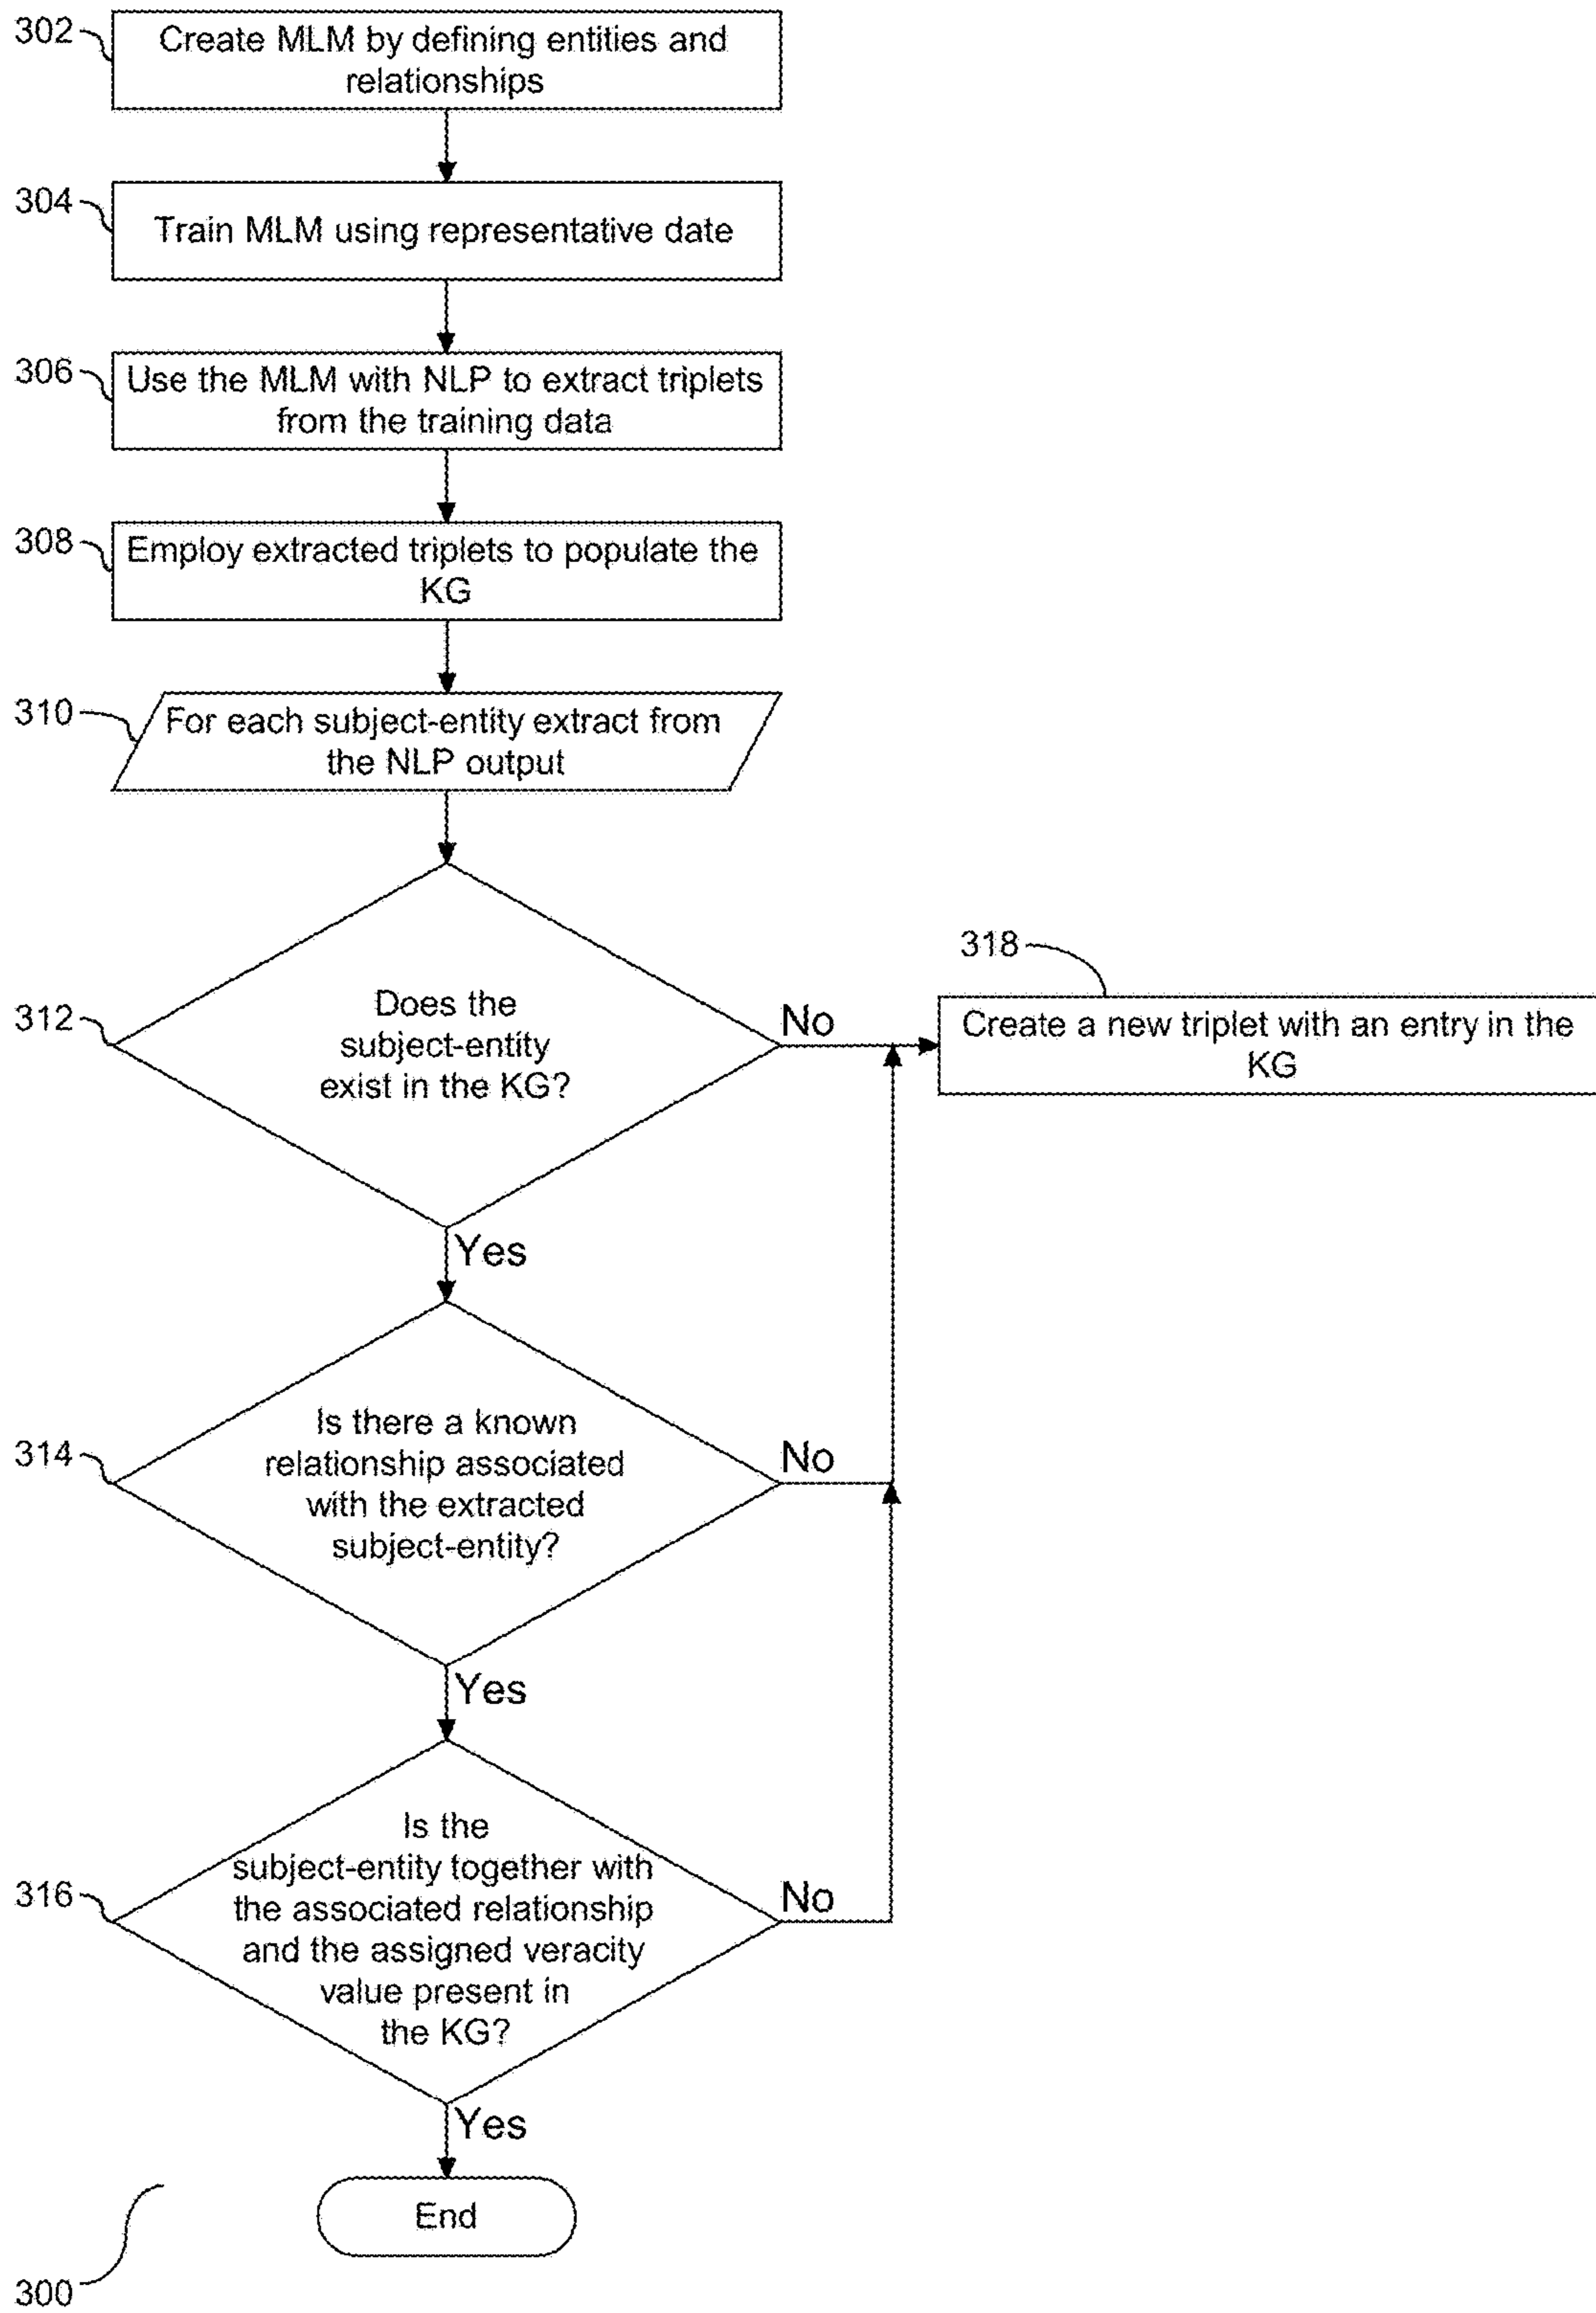 302
Create MLM by defining entities and
relationships
304
Train MLM using representative date
306
Use the MLM with NLP to extract triplets
from the training data
308
Employ extracted triplets to populate the
KG
310
For each subject-entity extract from
the NLP output
312
Does the
subject-entity
exist in the KG?
No
318
Create a new triplet with an entry in the
KG
Yes
314
Is there a known
relationship associated
with the extracted
subject-entity?
No
Yes
316
Is the
subject-entity together with
the associated relationship
and the assigned veracity
value present in
the KG?
No
Yes
End
300